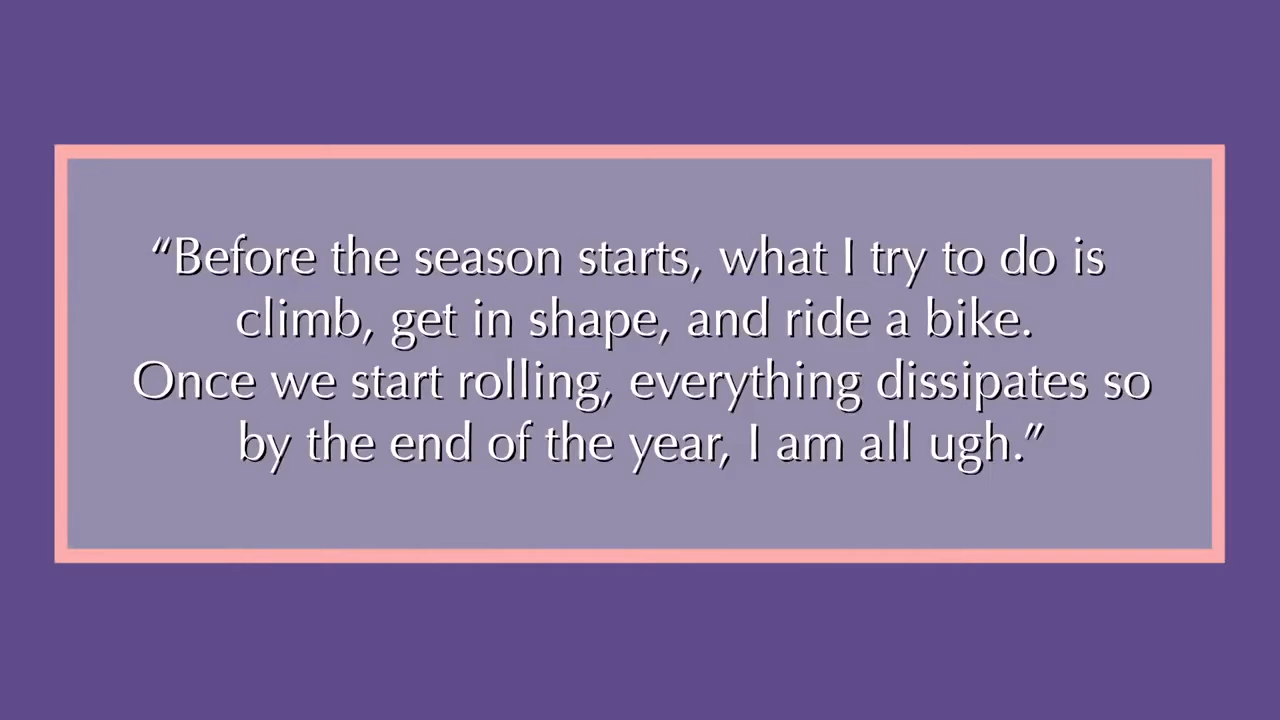 “Before the season starts, what I try to do is
climb, get in shape, and ride a bike.
Once we start rolling, everything dissipates so
by the end of the year, I am all ugh.”